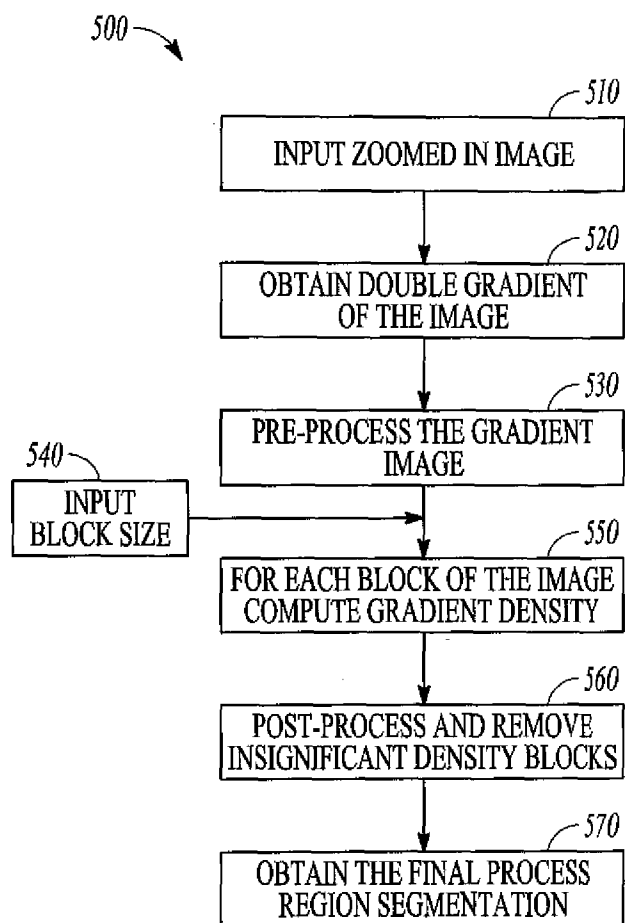 500
510
INPUT ZOOMED IN IMAGE
520
OBTAIN DOUBLE GRADIENT
OF THE IMAGE
530
PRE-PROCESS THE GRADIENT
IMAGE
540
INPUT
BLOCK SIZE
550
FOR EACH BLOCK OF THE IMAGE
COMPUTE GRADIENT DENSITY
560
POST-PROCESS AND REMOVE
INSIGNIFICANT DENSITY BLOCKS
570
OBTAIN THE FINAL PROCESS
REGION SEGMENTATION